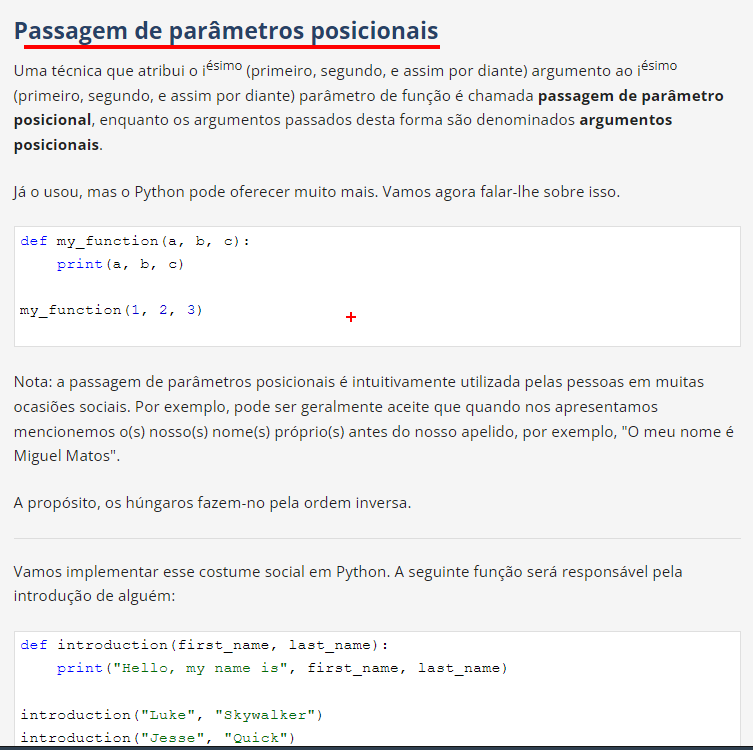 Passagem de parâmetros posicionais
Uma técnica que atribui o iésimo (primeiro, segundo, e assim por diante) argumento ao iésimo
(primeiro, segundo, e assim por diante) parâmetro de função é chamada passagem de parâmetro
posicional, enquanto os argumentos passados desta forma são denominados argumentos
posicionais.
Já o usou, mas o Python pode oferecer muito mais. Vamos agora falar-lhe sobre isso.
def my_function(a, b, c):
    print(a, b, c)
my_function(1, 2, 3)
Nota: a passagem de parâmetros posicionais é intuitivamente utilizada pelas pessoas em muitas
ocasiões sociais. Por exemplo, pode ser geralmente aceite que quando nos apresentamos
mencionemos o(s) nosso(s) nome(s) próprio(s) antes do nosso apelido, por exemplo, "O meu nome é
Miguel Matos".
A propósito, os húngaros fazem-no pela ordem inversa.
Vamos implementar esse costume social em Python. A seguinte função será responsável pela
introdução de alguém:
def introduction(first_name, last_name):
    print("Hello, my name is", first_name, last_name)
introduction("Luke", "Skywalker")
introduction("Jesse", "Quick")